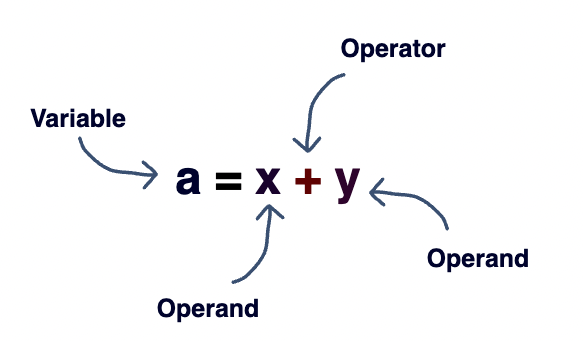 Operator
Variable
a = x + y
Operand
Operand